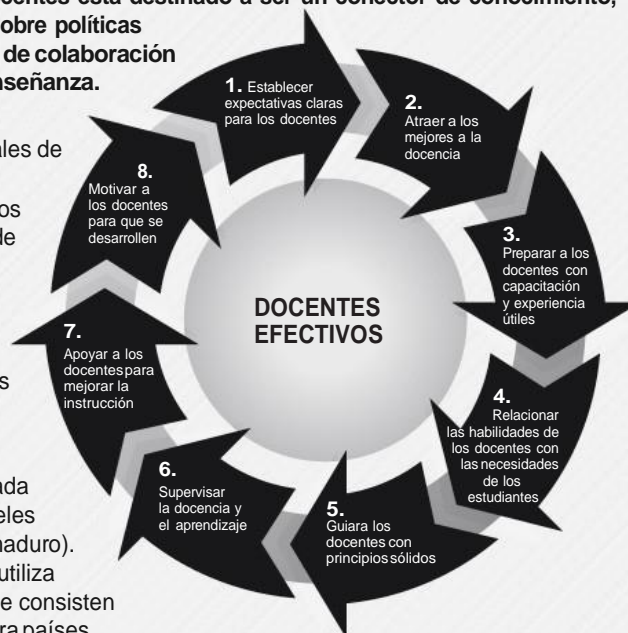 ocentes está destinado a ser un conector de conocimiento,
obre políticas
de colaboración
nseñanza.
ales de
os
de
s
ada
eles
naduro).
utiliza
e consisten
ra países
1. Establecer
expectativas claras
para los docentes
2.
Atraer a los
mejores a la
docencia
3.
Preparar a los
docentes con
capacitación
y experiencia
útiles
4.
Relacionar
las habilidades de
los docentes con
las necesidades
de los
estudiantes
5.
Guiara los
docentes con
principios sólidos
6.
Supervisar
la docencia y
el aprendizaje
7.
Apoyar a los
docentes para
mejorar la
instrucción
8.
Motivar a
los docentes
para que se
desarrollen
DOCENTES
EFECTIVOS